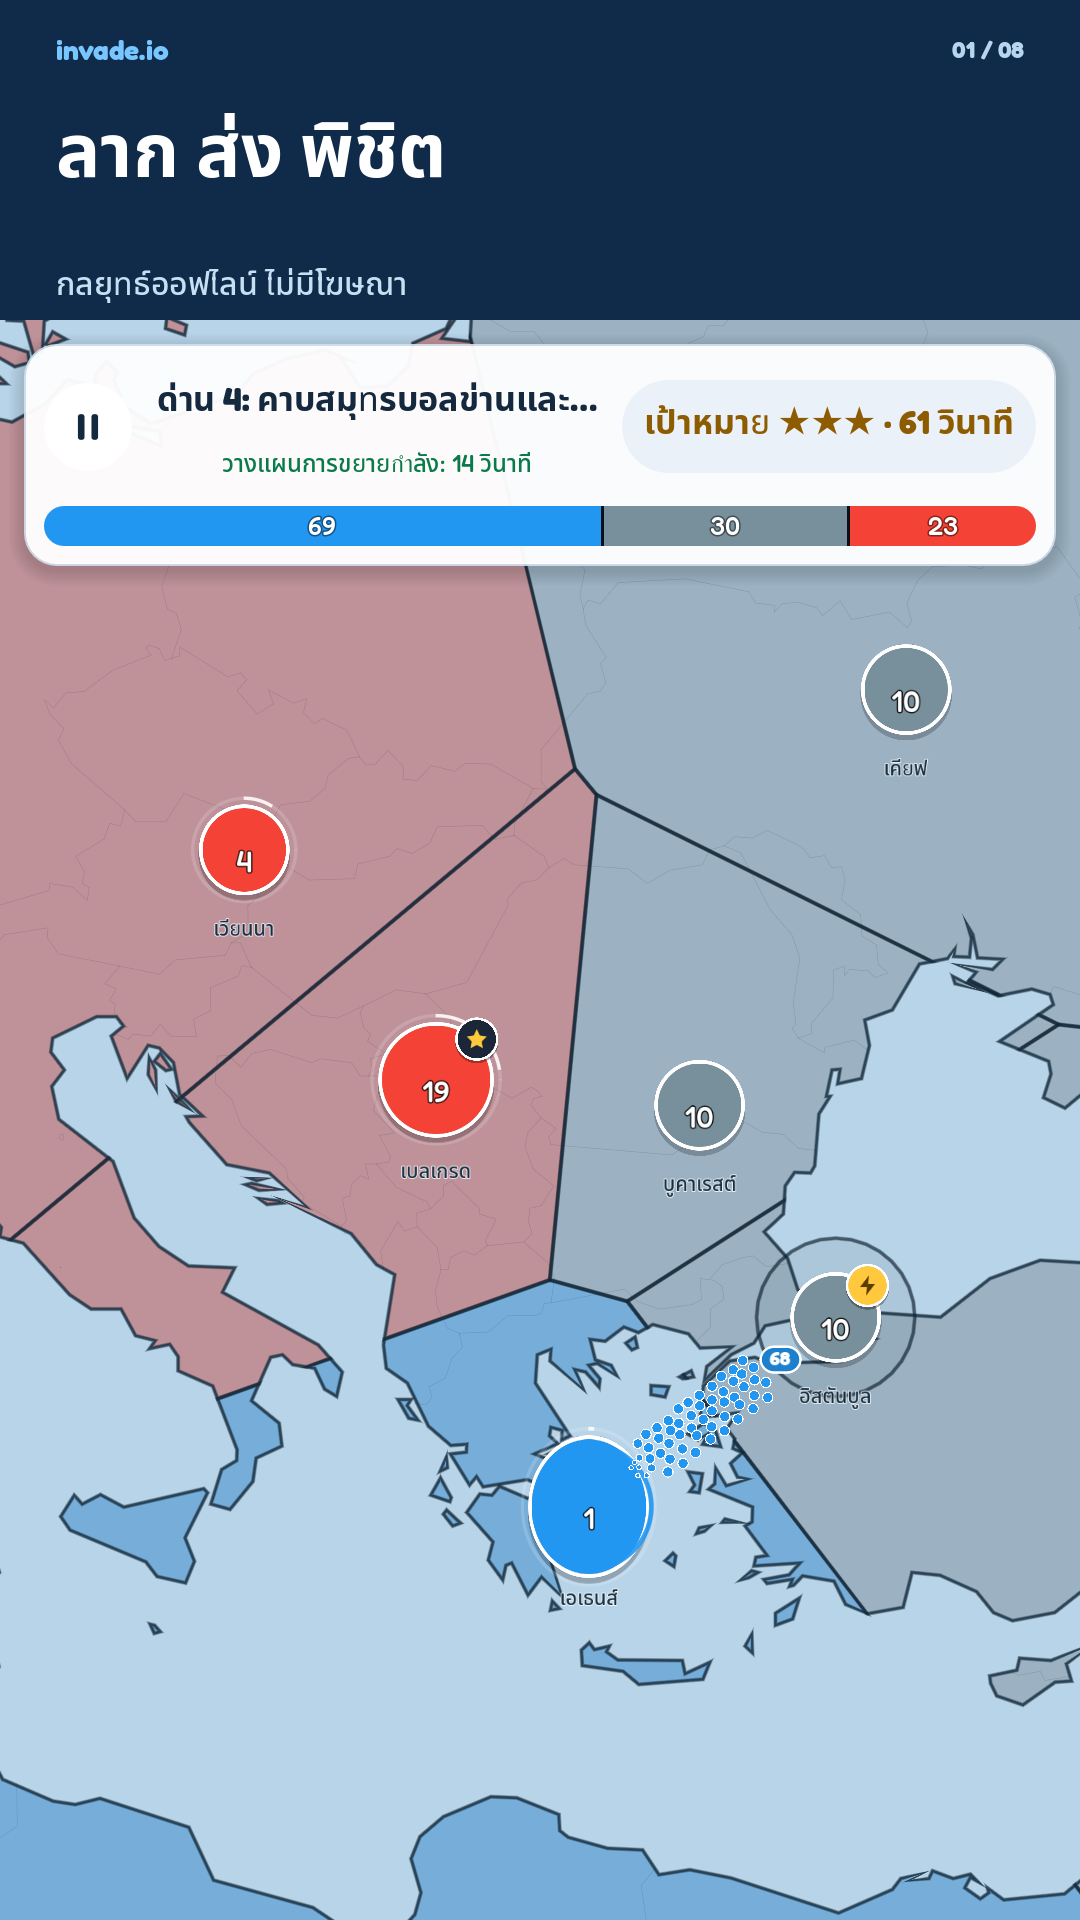 invade.io
01 / 08
ลาก ส่ง พิชิต
กลยุทธ์ออฟไลน์ ไม่มีโฆษณา
ด่าน 4: คาบสมุทรบอลข่านและ...
เป้าหมาย ★★★ · 61 วินาที
วางแผนการขยายกำลัง: 14 วินาที
69
30
23
10
เคียฟ
4
เวียนนา
19
เบลเกรด
10
บูคาเรสต์
10
68
อิสตันบูล
1
เอเธนส์